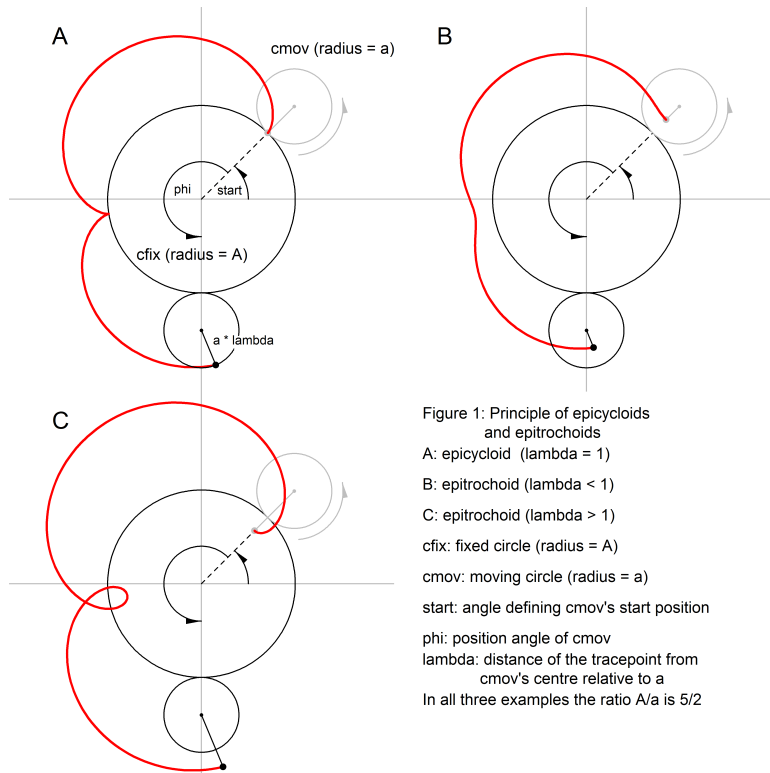 A
cmov (radius = a)
B
phi
start
cfix (radius = A)
a * lambda
C
Figure 1: Principle of epicycloids
and epitrochoids
A: epicycloid (lambda = 1)
B: epitrochoid (lambda < 1)
C: epitrochoid (lambda > 1)
cfix: fixed circle (radius = A)
cmov: moving circle (radius = a)
start: angle defining cmov's start position
phi: position angle of cmov
lambda: distance of the tracepoint from
cmov's centre relative to a
In all three examples the ratio A/a is 5/2